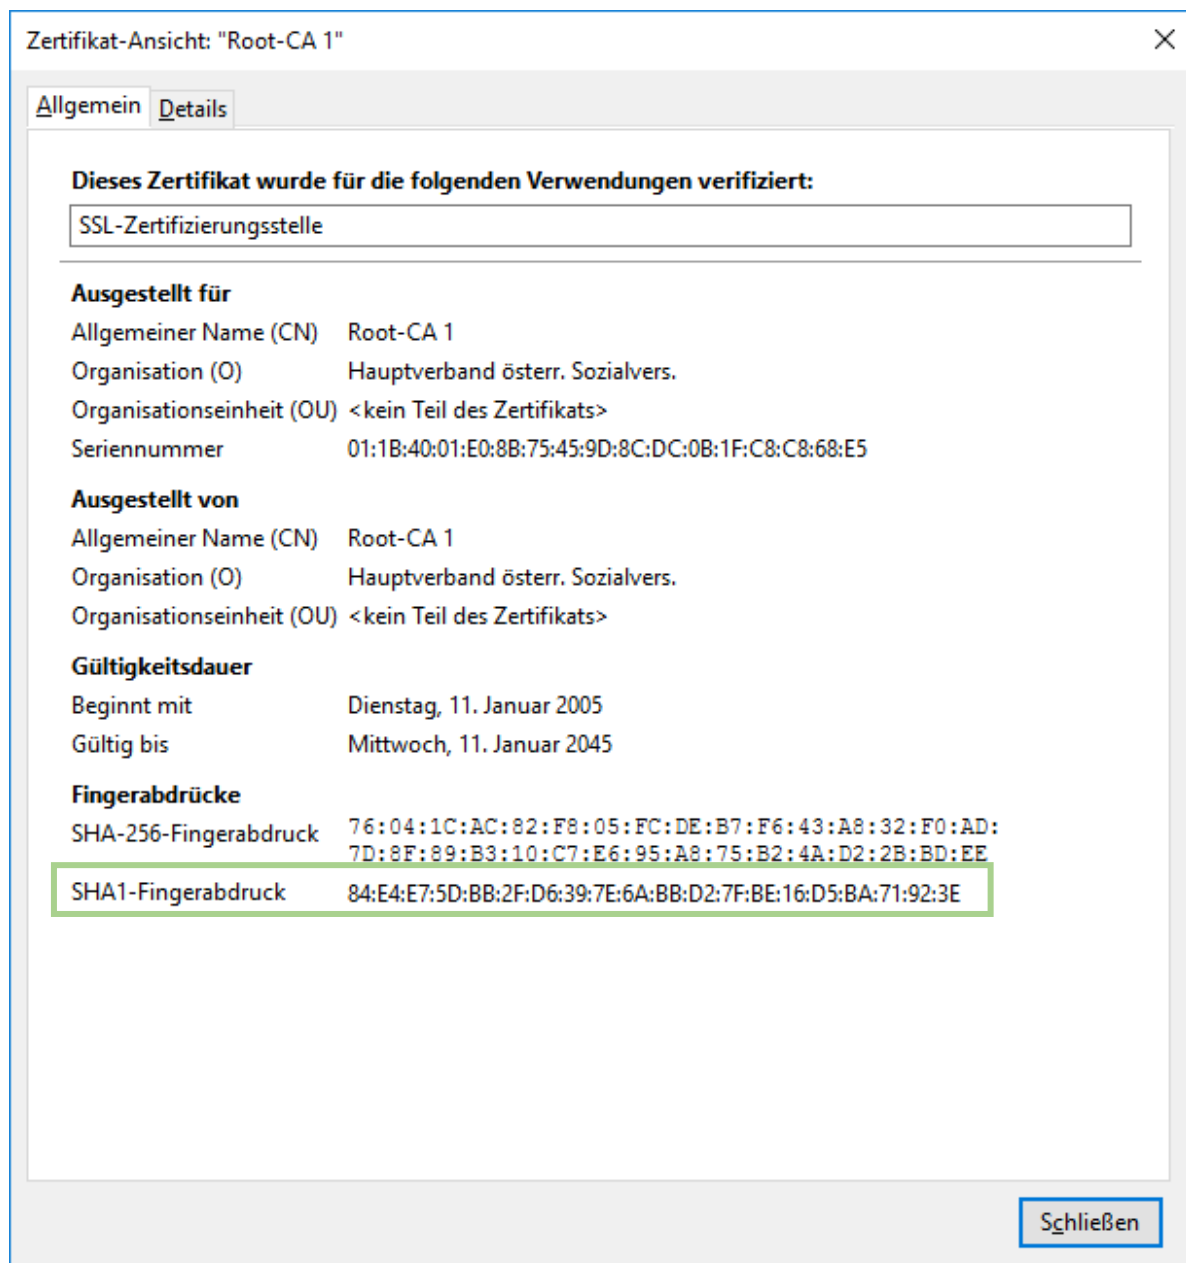 Zertifikat-Ansicht: "Root-CA 1"
Allgemein Details
Dieses Zertifikat wurde für die folgenden Verwendungen verifiziert:
SSL-Zertifizierungsstelle
Ausgestellt für
Allgemeiner Name (CN) Root-CA 1
Organisation (O) Hauptverband österr. Sozialvers.
Organisationseinheit (OU) <kein Teil des Zertifikats>
Seriennummer 01:1B:40:01:E0:8B:75:45:9D:8C:DC:0B:1F:C8:C8:68:E5
Ausgestellt von
Allgemeiner Name (CN) Root-CA 1
Organisation (O) Hauptverband österr. Sozialvers.
Organisationseinheit (OU) <kein Teil des Zertifikats>
Gültigkeitsdauer
Beginnt mit Dienstag, 11. Januar 2005
Gültig bis Mittwoch, 11. Januar 2045
Fingerabdrücke
SHA-256-Fingerabdruck 76:04:1C:AC:82:F8:05:FC:DE:B7:F6:43:A8:32:F0:AD:
7D:8F:89:B3:10:C7:E6:95:A8:75:B2:4A:D2:2B:BD:EE
SHA1-Fingerabdruck 84:E4:E7:5D:BB:2F:D6:39:7E:6A:BB:D2:7F:BE:16:D5:BA:71:92:3E
Schließen